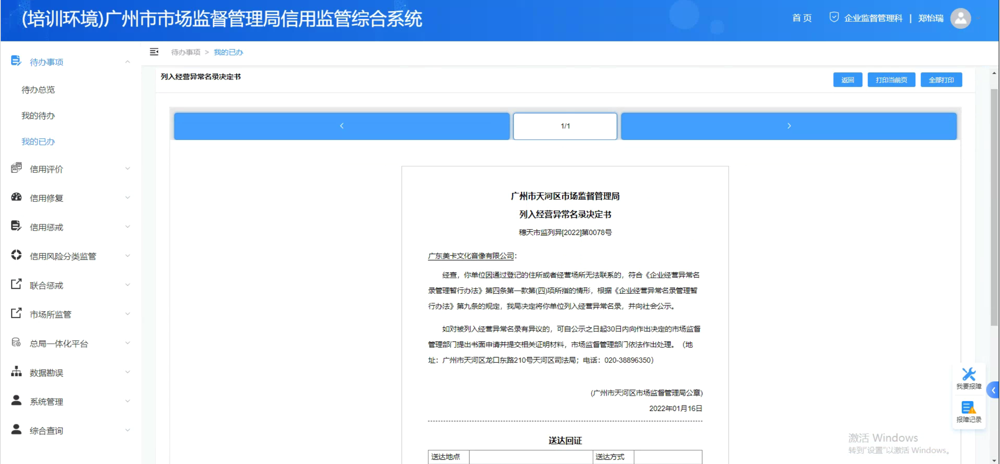 (培训环境)广州市市场监督管理局信用监管综合系统
首页 企业监督管理科 | 郑怡瑞
待办事项
待办总览
我的待办
我的已办
信用评价
信用修复
信用惩戒
信用风险分类监管
联合惩戒
市场所监管
总局一体化平台
数据勘误
系统管理
综合查询
待办事项 > 我的已办
列入经营异常名录决定书
返回 打印当前页 全部打印
1/1
广州市天河区市场监督管理局
列入经营异常名录决定书
穗天市监列异[2022]第0078号
广东美卡文化音像有限公司:
经查，你单位因通过登记的住所或者经营场所无法联系的，符合《企业经营异常名
录管理暂行办法》第四条第一款第(四)项所指的情形，根据《企业经营异常名录管理暂
行办法》第九条的规定，我局决定将你单位列入经营异常名录，并向社会公示。
如对被列入经营异常名录有异议的，可自公示之日起30日内向作出决定的市场监督
管理部门提出书面申请并提交相关证明材料，市场监督管理部门依法作出处理。（地
址：广州市天河区龙口东路210号天河区司法局；电话：020-38896350）
(广州市天河区市场监督管理局公章)
2022年01月16日
送达回证
送达地点 送达方式
我要报障
报障记录
激活 Windows
转到"设置"以激活 Windows。